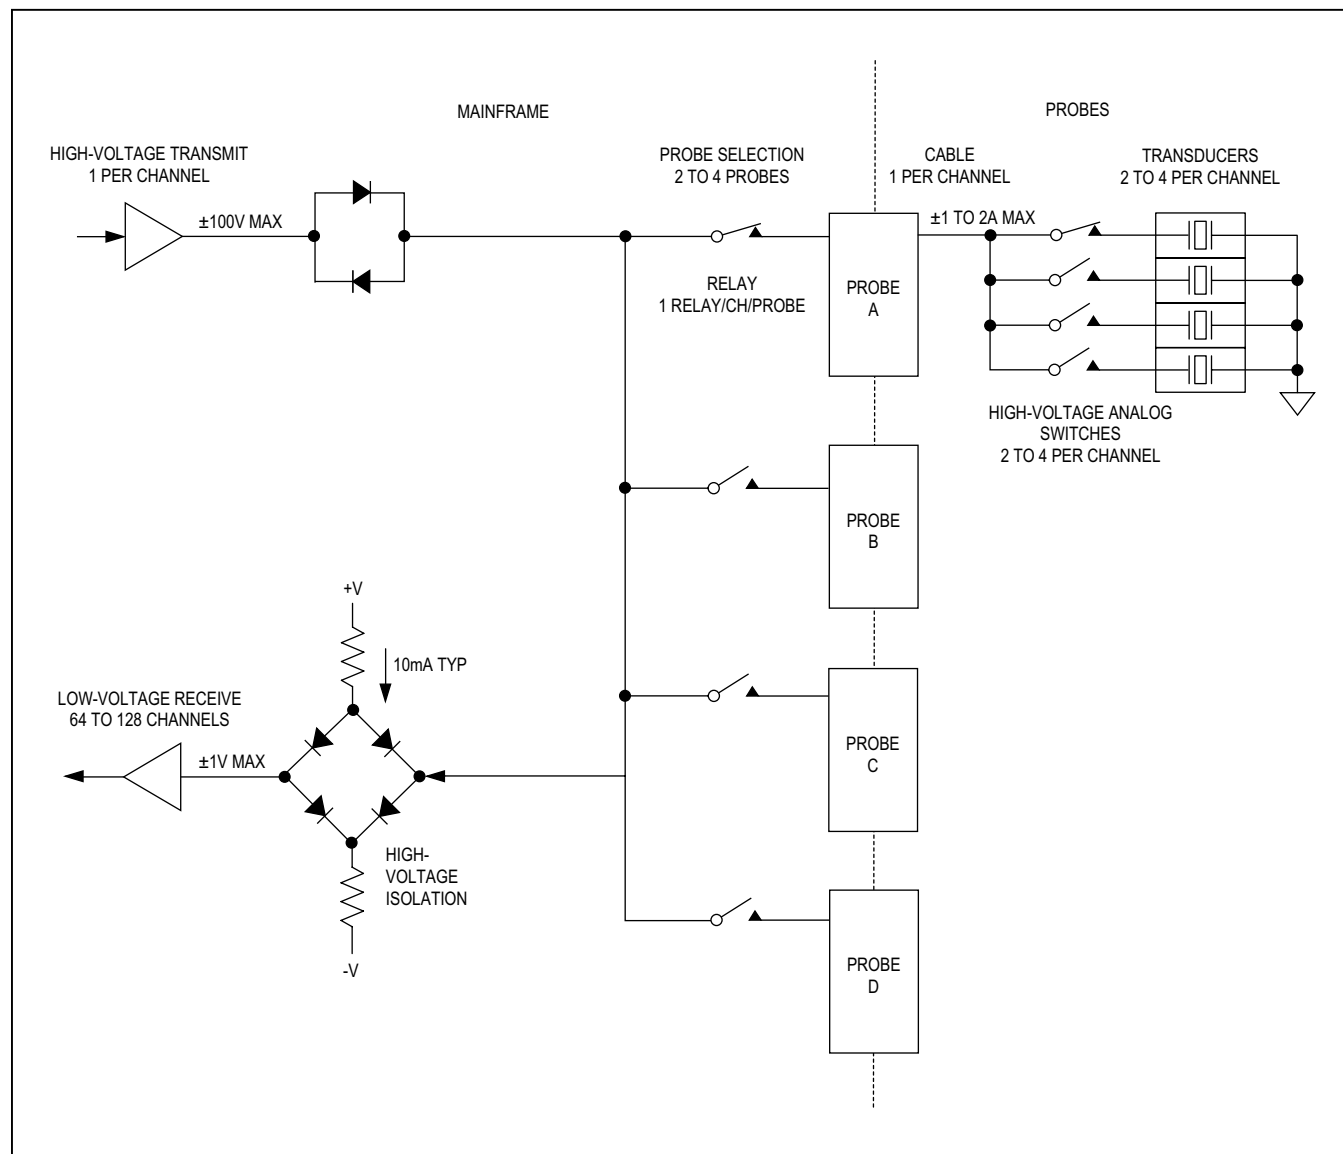 MAINFRAME
PROBES
HIGH-VOLTAGE TRANSMIT
1 PER CHANNEL
±100V MAX
PROBE SELECTION
2 TO 4 PROBES
CABLE
1 PER CHANNEL
TRANSDUCERS
2 TO 4 PER CHANNEL
±1 TO 2A MAX
RELAY
1 RELAY/CH/PROBE
PROBE
A
HIGH-VOLTAGE ANALOG
SWITCHES
2 TO 4 PER CHANNEL
PROBE
B
+V
10mA TYP
LOW-VOLTAGE RECEIVE
64 TO 128 CHANNELS
±1V MAX
PROBE
C
HIGH-
VOLTAGE
ISOLATION
-V
PROBE
D